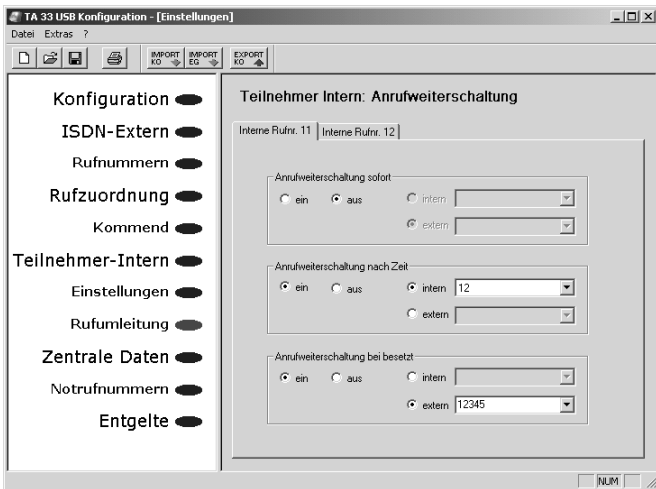 TA 33 USB Konfiguration - [Einstellungen]
Datei Extras ?
IMPORT KO IMPORT EG EXPORT KO
Konfiguration
ISDN-Extern
Rufnummern
Rufzuordnung
Kommend
Teilnehmer-Intern
Einstellungen
Rufumleitung
Zentrale Daten
Notrufnummern
Entgelte
Teilnehmer Intern: Anrufweiterschaltung
Interne Rufnr. 11 Interne Rufnr. 12
Anrufweiterschaltung sofort
ein aus intern
extern
Anrufweiterschaltung nach Zeit
ein aus intern 12
extern
Anrufweiterschaltung bei besetzt
ein aus intern
extern 12345
NUM